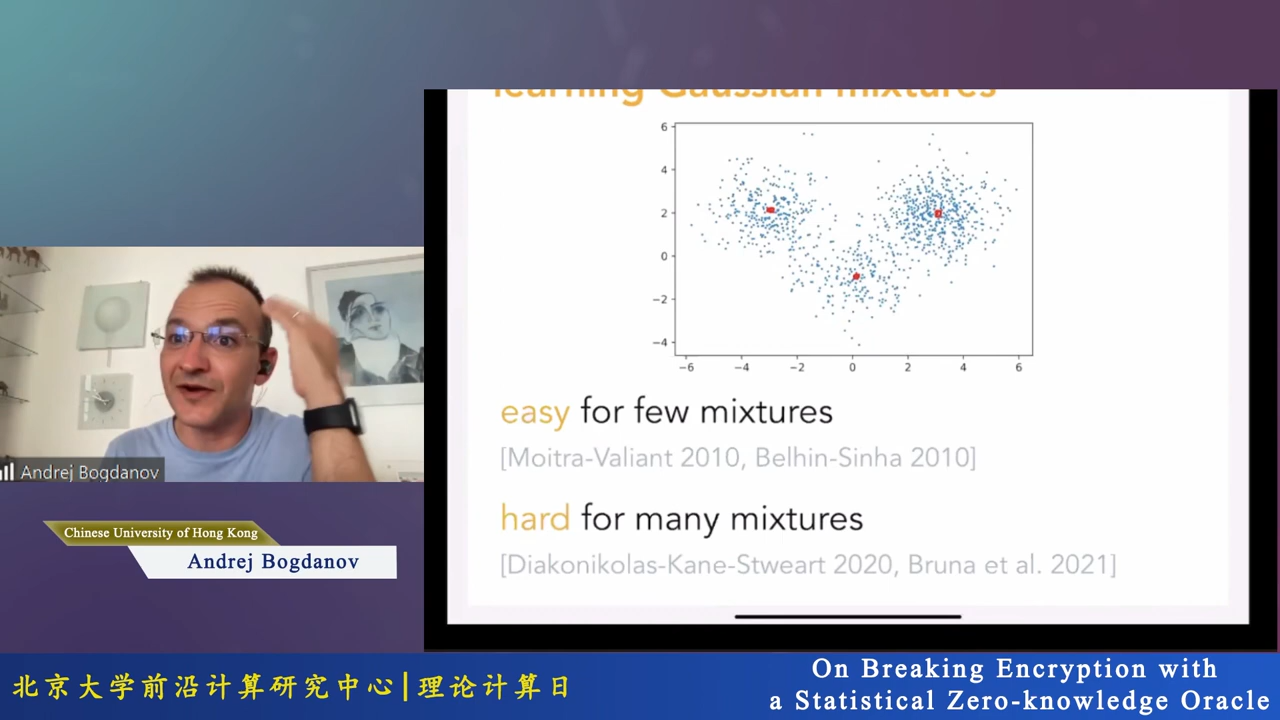 learning Gaussian mixtures
6
4
2
0
−2
−4
−6 −4 −2 0 2 4 6
easy for few mixtures
[Moitra-Valiant 2010, Belhin-Sinha 2010]
hard for many mixtures
[Diakonikolas-Kane-Stweart 2020, Bruna et al. 2021]
Andrej Bogdanov
Chinese University of Hong Kong
Andrej Bogdanov
北京大学前沿计算研究中心|理论计算日
On Breaking Encryption with
a Statistical Zero-knowledge Oracle